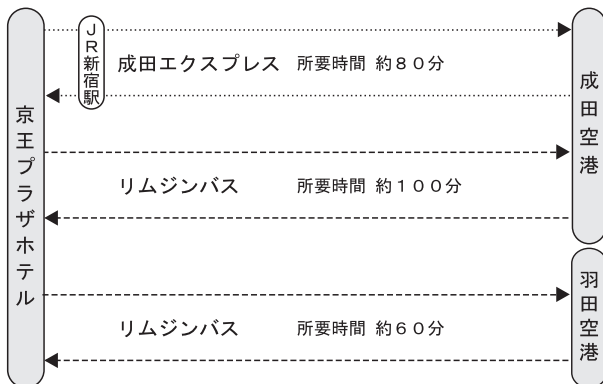 京王プラザホテル
JR新宿駅
成田エクスプレス 所要時間 約８０分
リムジンバス 所要時間 約１００分
成田空港
リムジンバス 所要時間 約６０分
羽田空港